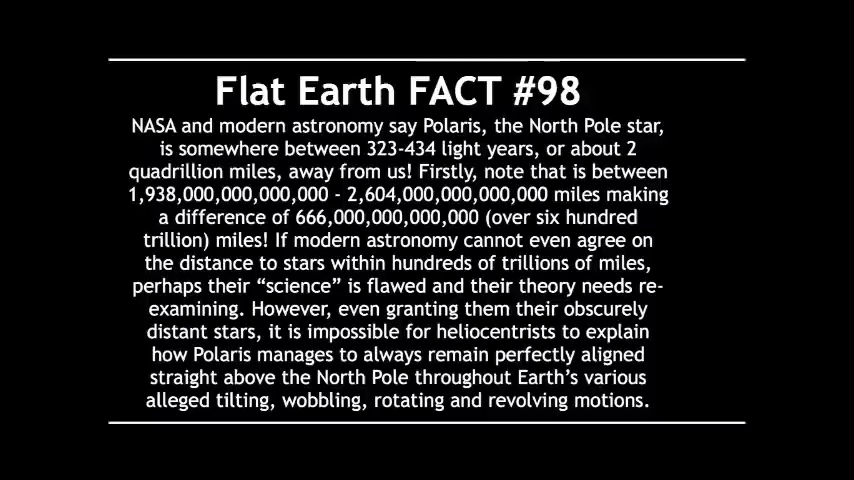 Flat Earth FACT #98
NASA and modern astronomy say Polaris, the North Pole star,
is somewhere between 323-434 light years, or about 2
quadrillion miles, away from us! Firstly, note that is between
1,938,000,000,000,000 - 2,604,000,000,000,000 miles making
a difference of 666,000,000,000,000 (over six hundred
trillion) miles! If modern astronomy cannot even agree on
the distance to stars within hundreds of trillions of miles,
perhaps their “science” is flawed and their theory needs re-
examining. However, even granting them their obscurely
distant stars, it is impossible for heliocentrists to explain
how Polaris manages to always remain perfectly aligned
straight above the North Pole throughout Earth’s various
alleged tilting, wobbling, rotating and revolving motions.